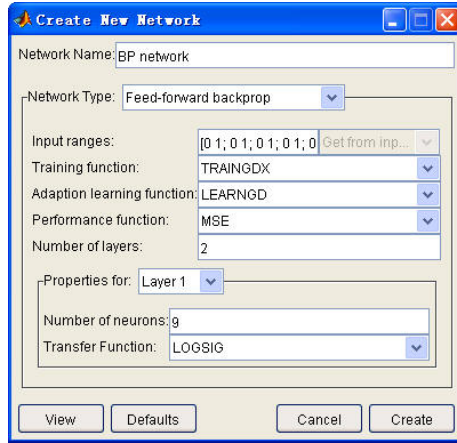 Create New Network
Network Name: BP network
Network Type: Feed-forward backprop
Input ranges: [0 1; 0 1; 0 1; 0 1; 0 Get from inp...
Training function: TRAINGDX
Adaption learning function: LEARNGD
Performance function: MSE
Number of layers: 2
Properties for: Layer 1
Number of neurons: 9
Transfer Function: LOGSIG
View Defaults Cancel Create